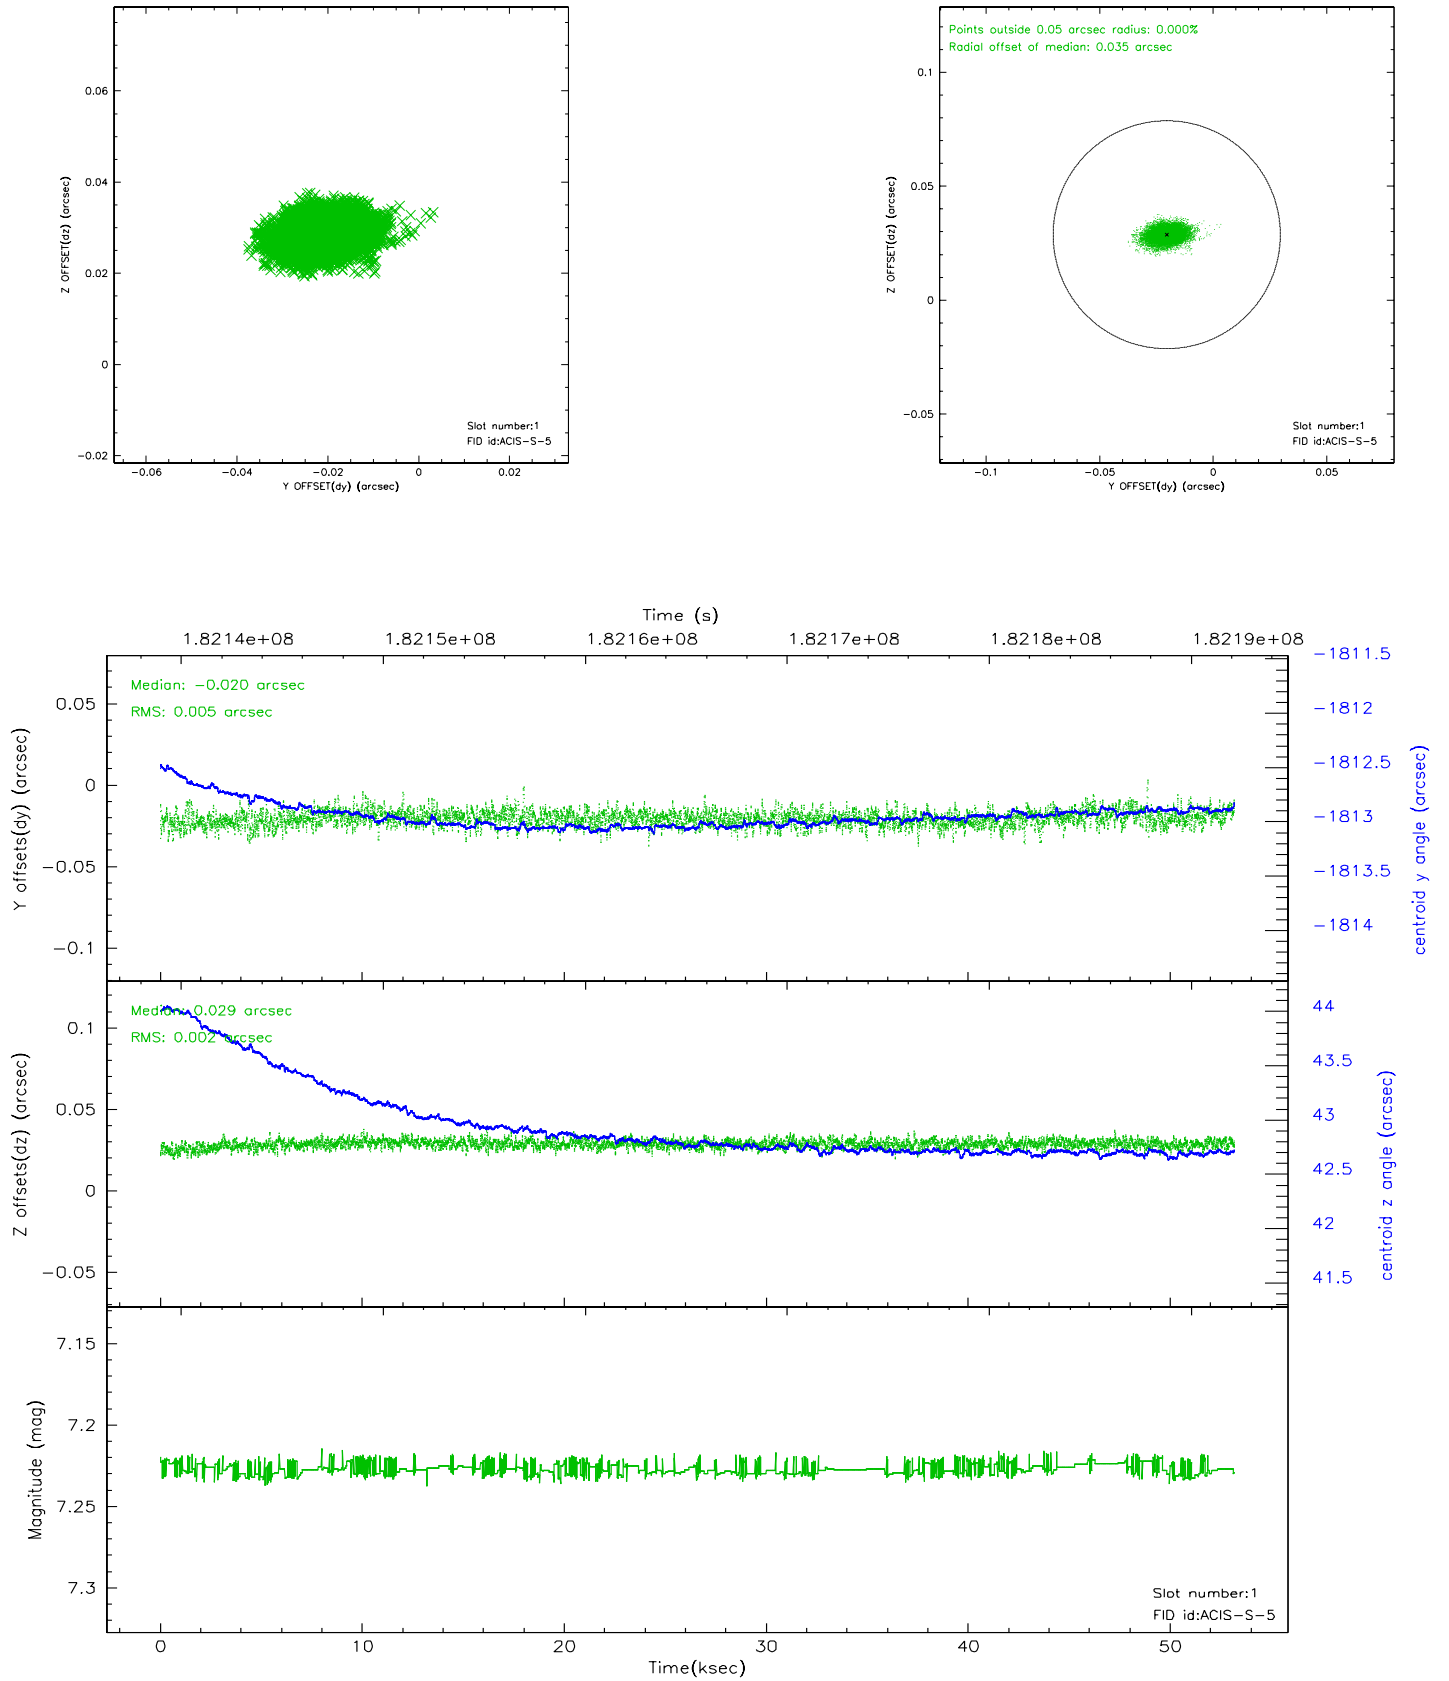 0.06
0.04
0.02
0
−0.02
Z OFFSET(dz) (arcsec)
Slot number:1
FID id:ACIS−S−5
−0.06 −0.04 −0.02 0 0.02
Y OFFSET(dy) (arcsec)
Points outside 0.05 arcsec radius: 0.000%
Radial offset of median: 0.035 arcsec
0.1
0.05
0
−0.05
Z OFFSET(dz) (arcsec)
Slot number:1
FID id:ACIS−S−5
−0.1 −0.05 0 0.05
Y OFFSET(dy) (arcsec)
Time (s)
1.8214e+08 1.8215e+08 1.8216e+08 1.8217e+08 1.8218e+08 1.8219e+08
Median: −0.020 arcsec
RMS: 0.005 arcsec
0.05
0
−0.05
−0.1
Y offsets(dy) (arcsec)
−1811.5
−1812
−1812.5
−1813
−1813.5
−1814
centroid y angle (arcsec)
Median: 0.029 arcsec
RMS: 0.002 arcsec
0.1
0.05
0
−0.05
Z offsets(dz) (arcsec)
44
43.5
43
42.5
42
41.5
centroid z angle (arcsec)
7.15
7.2
7.25
7.3
Magnitude (mag)
Slot number:1
FID id:ACIS−S−5
0 10 20 30 40 50
Time(ksec)